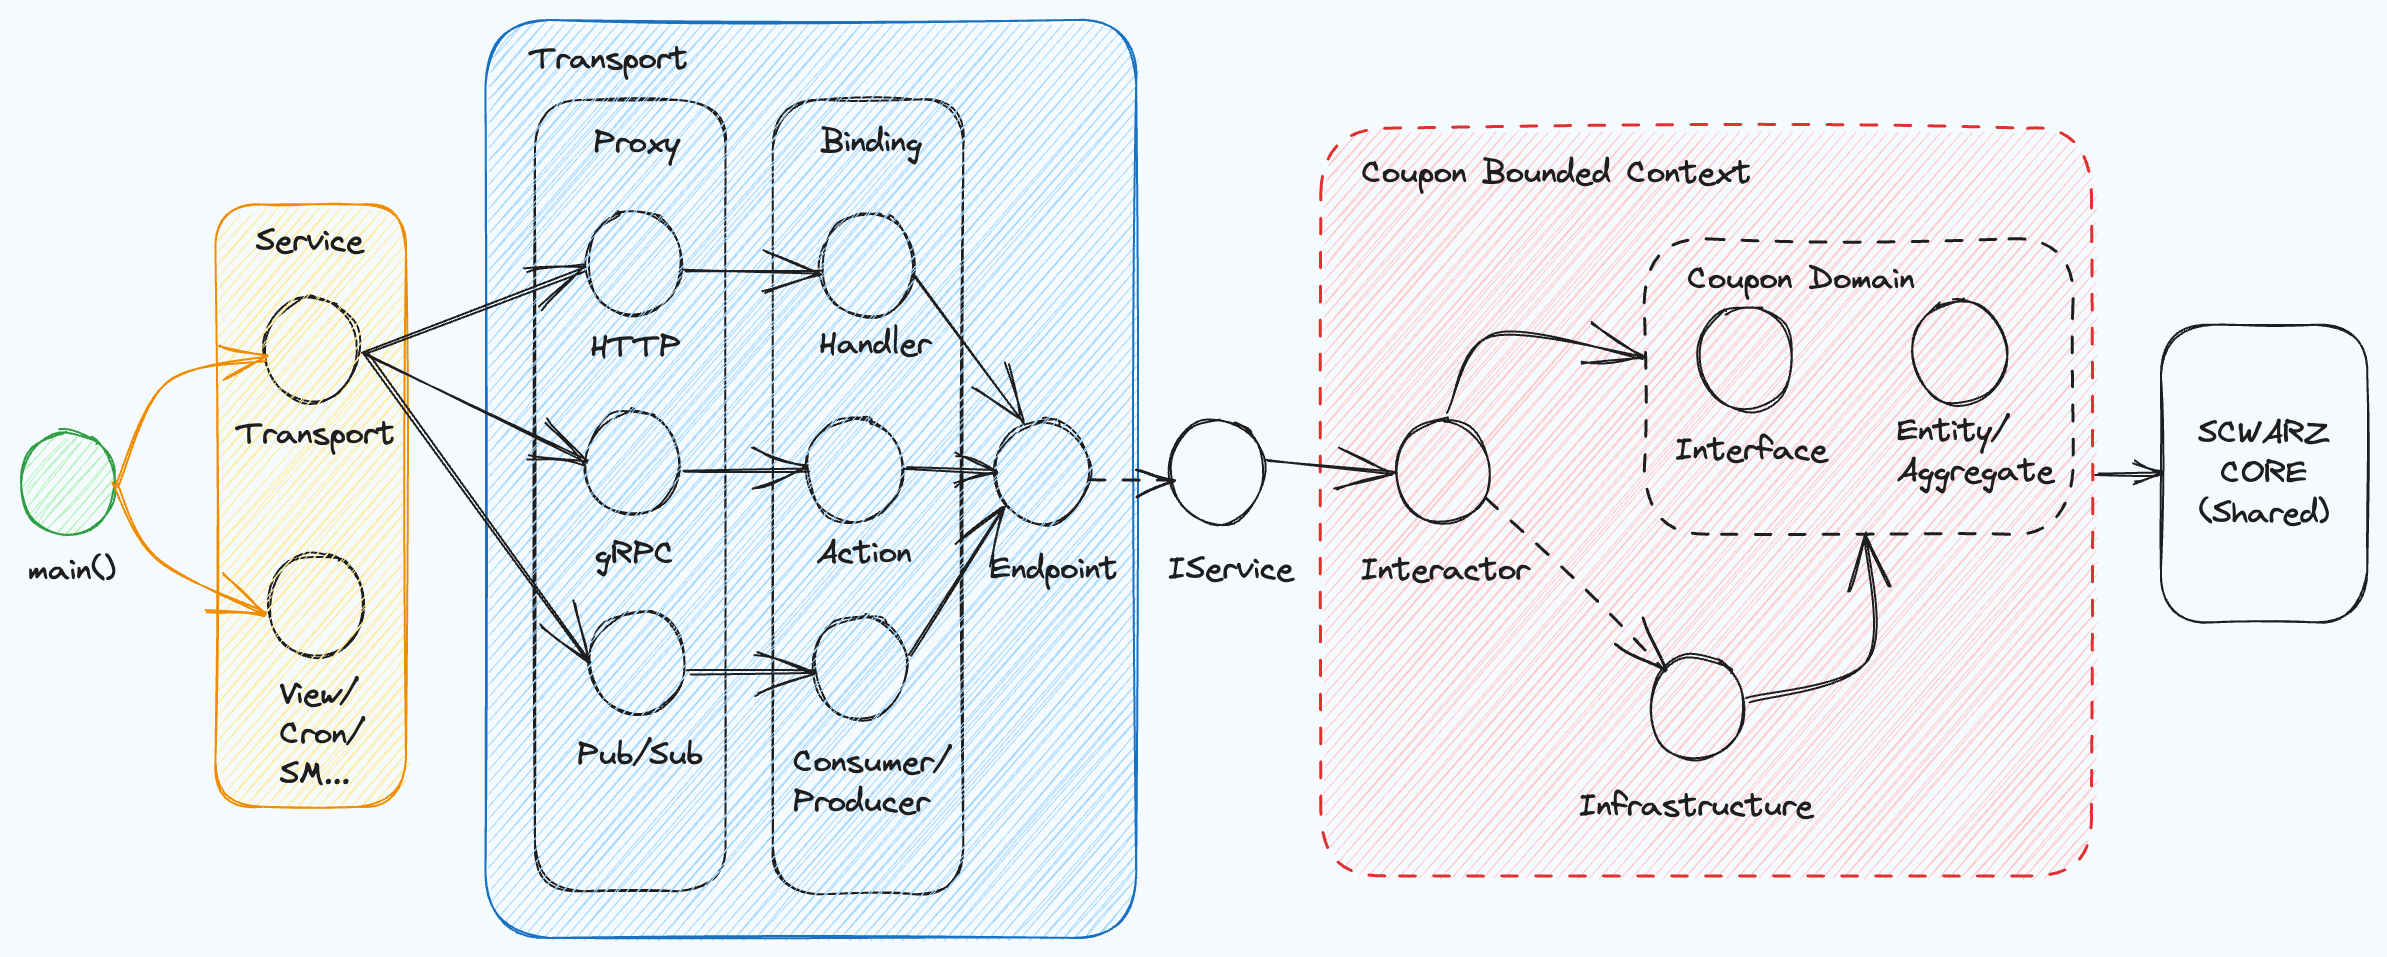 main()
Service
Transport
View/
Cron/
SM...
Transport
Proxy
HTTP
gRPC
Pub/Sub
Binding
Handler
Action
Consumer/
Producer
Endpoint
IService
Coupon Bounded Context
Interactor
Coupon Domain
Interface
Entity/
Aggregate
Infrastructure
SCWARZ
CORE
(Shared)